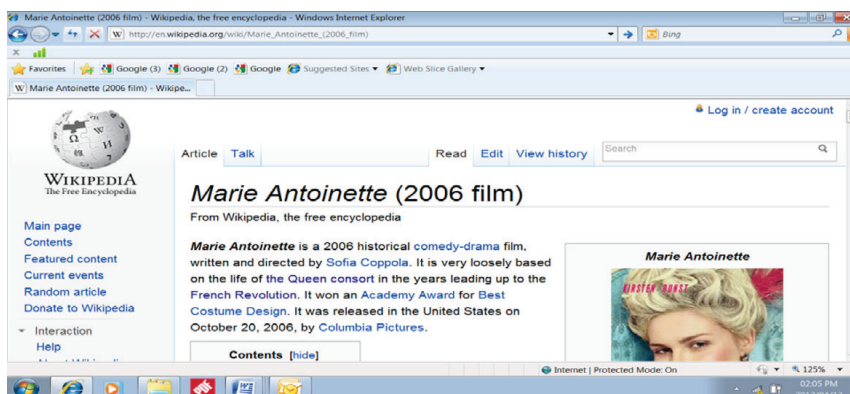 Marie Antoinette (2006 film) - Wikipedia, the free encyclopedia - Windows Internet Explorer
http://en.wikipedia.org/wiki/Marie_Antoinette_(2006_film)
Bing
x
Favorites Google (3) Google (2) Google Suggested Sites Web Slice Gallery
W Marie Antoinette (2006 film) - Wikipe...
Log in / create account
Article Talk Read Edit View history Search
WIKIPEDIA
The Free Encyclopedia
Main page
Contents
Featured content
Current events
Random article
Donate to Wikipedia
Interaction
Help
Marie Antoinette (2006 film)
From Wikipedia, the free encyclopedia
Marie Antoinette is a 2006 historical comedy-drama film,
written and directed by Sofia Coppola. It is very loosely based
on the life of the Queen consort in the years leading up to the
French Revolution. It won an Academy Award for Best
Costume Design. It was released in the United States on
October 20, 2006, by Columbia Pictures.
Contents [hide]
Marie Antoinette
KIRSTEN DUNST
Internet | Protected Mode: On 125%
02:05 PM